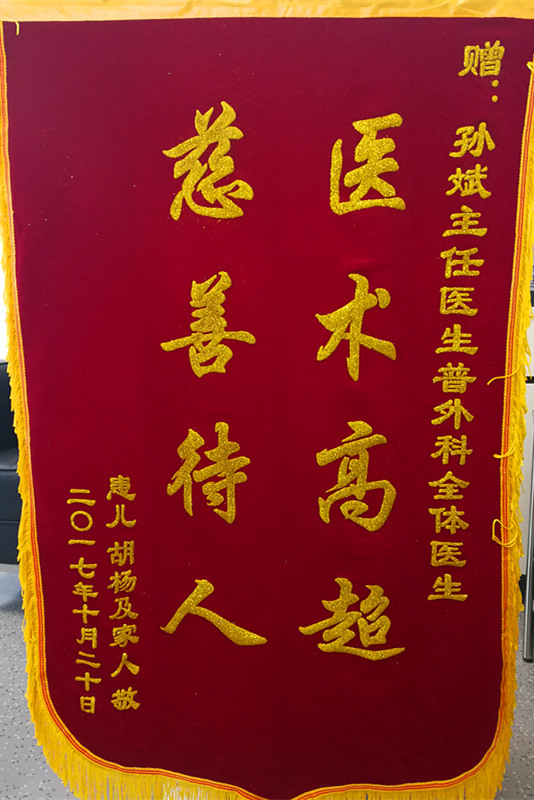 赠：孙斌主任医生普外科全体医生
医术高超
慈善待人
患儿胡杨及家人敬
二〇一七年十月二十日